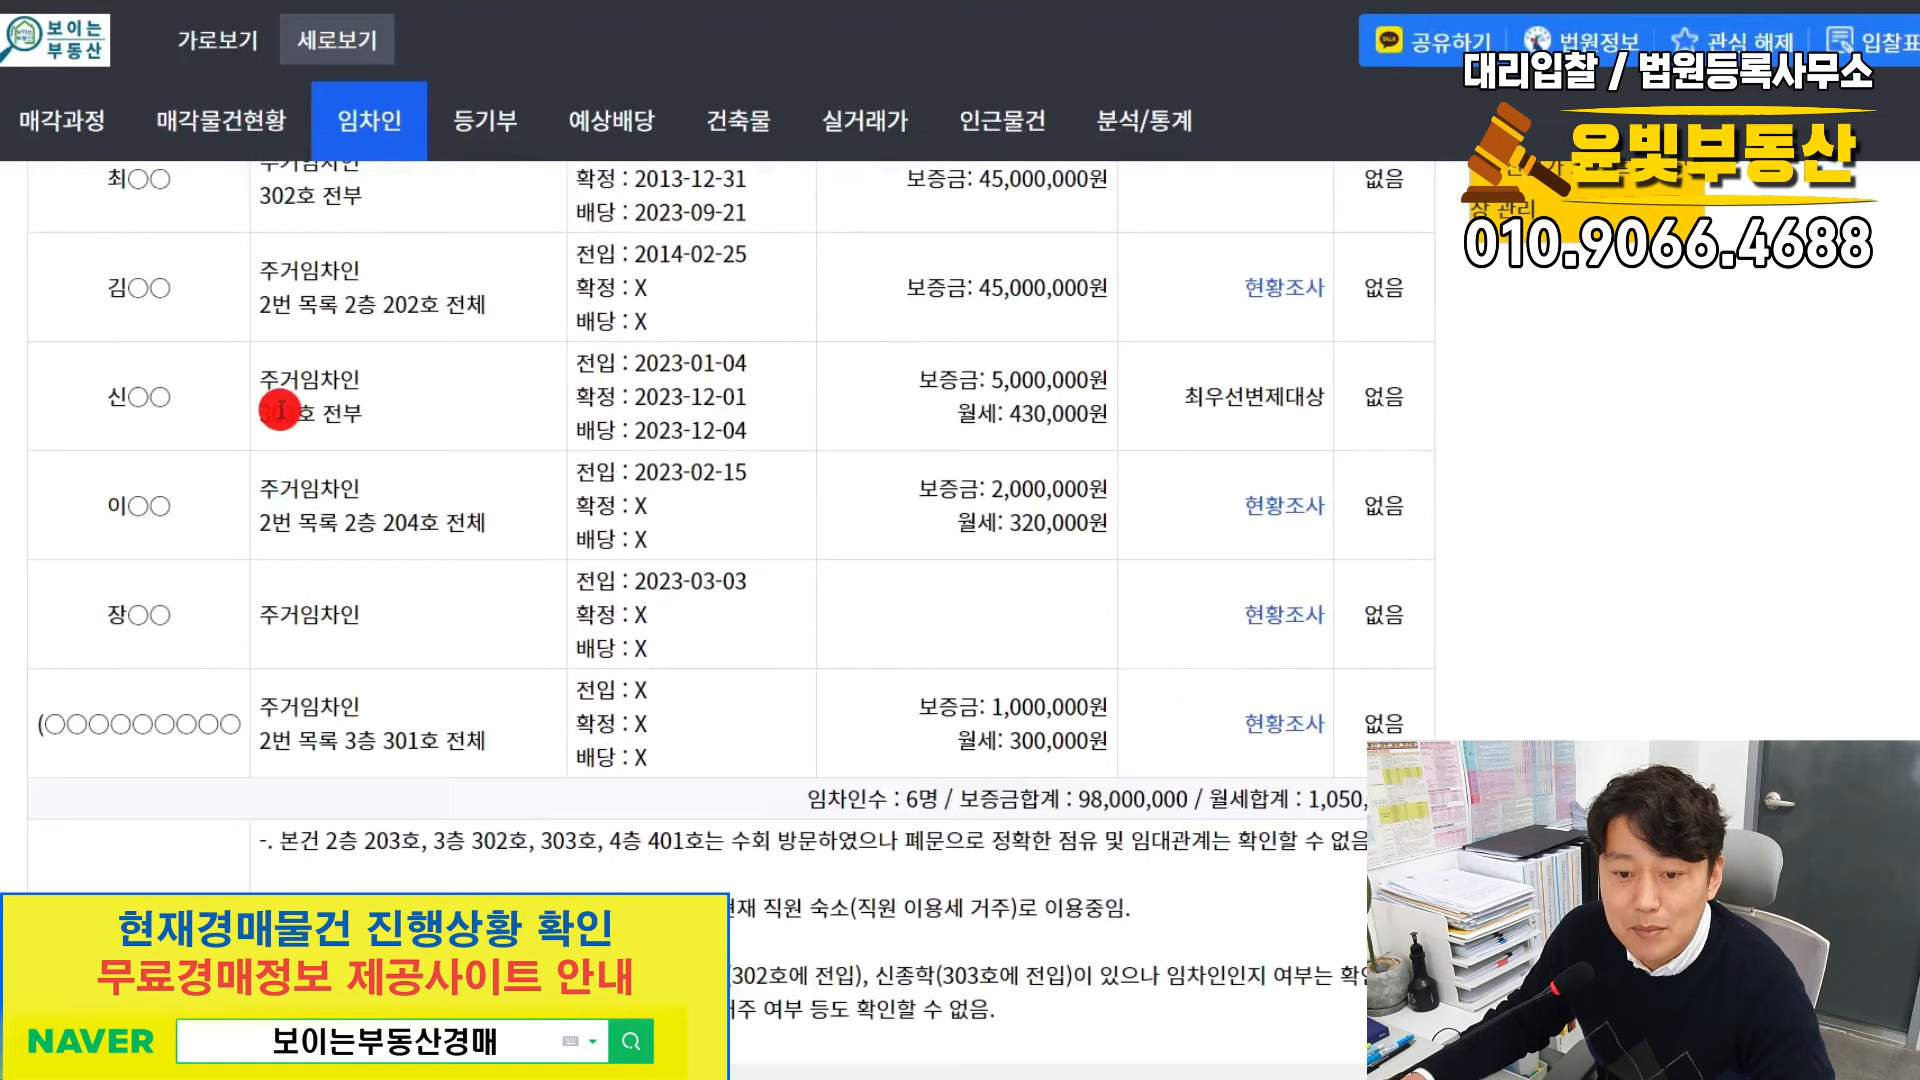 보이는
부동산
가로보기
세로보기
공유하기
법원정보
관심 해제
입찰표
대리입찰 / 법원등록사무소
윤빛부동산
010.9066.4688
매각과정
매각물건현황
임차인
등기부
예상배당
건축물
실거래가
인근물건
분석/통계
상 관리
최○○
주거임차인
302호 전부
확정 : 2013-12-31
배당 : 2023-09-21
보증금: 45,000,000원
없음
김○○
주거임차인
2번 목록 2층 202호 전체
전입 : 2014-02-25
확정 : X
배당 : X
보증금: 45,000,000원
현황조사
없음
신○○
주거임차인
호 전부
전입 : 2023-01-04
확정 : 2023-12-01
배당 : 2023-12-04
보증금: 5,000,000원
월세: 430,000원
최우선변제대상
없음
이○○
주거임차인
2번 목록 2층 204호 전체
전입 : 2023-02-15
확정 : X
배당 : X
보증금: 2,000,000원
월세: 320,000원
현황조사
없음
장○○
주거임차인
전입 : 2023-03-03
확정 : X
배당 : X
현황조사
없음
(○○○○○○○○○
주거임차인
2번 목록 3층 301호 전체
전입 : X
확정 : X
배당 : X
보증금: 1,000,000원
월세: 300,000원
현황조사
없음
임차인수 : 6명 / 보증금합계 : 98,000,000 / 월세합계 : 1,050,
-. 본건 2층 203호, 3층 302호, 303호, 4층 401호는 수회 방문하였으나 폐문으로 정확한 점유 및 임대관계는 확인할 수 없음
직원 숙소(직원 이용세 거주)로 이용중임.
(302호에 전입), 신종학(303호에 전입)이 있으나 임차인인지 여부는
여부 등도 확인할 수 없음.
현재경매물건 진행상황 확인
무료경매정보 제공사이트 안내
NAVER
보이는부동산경매